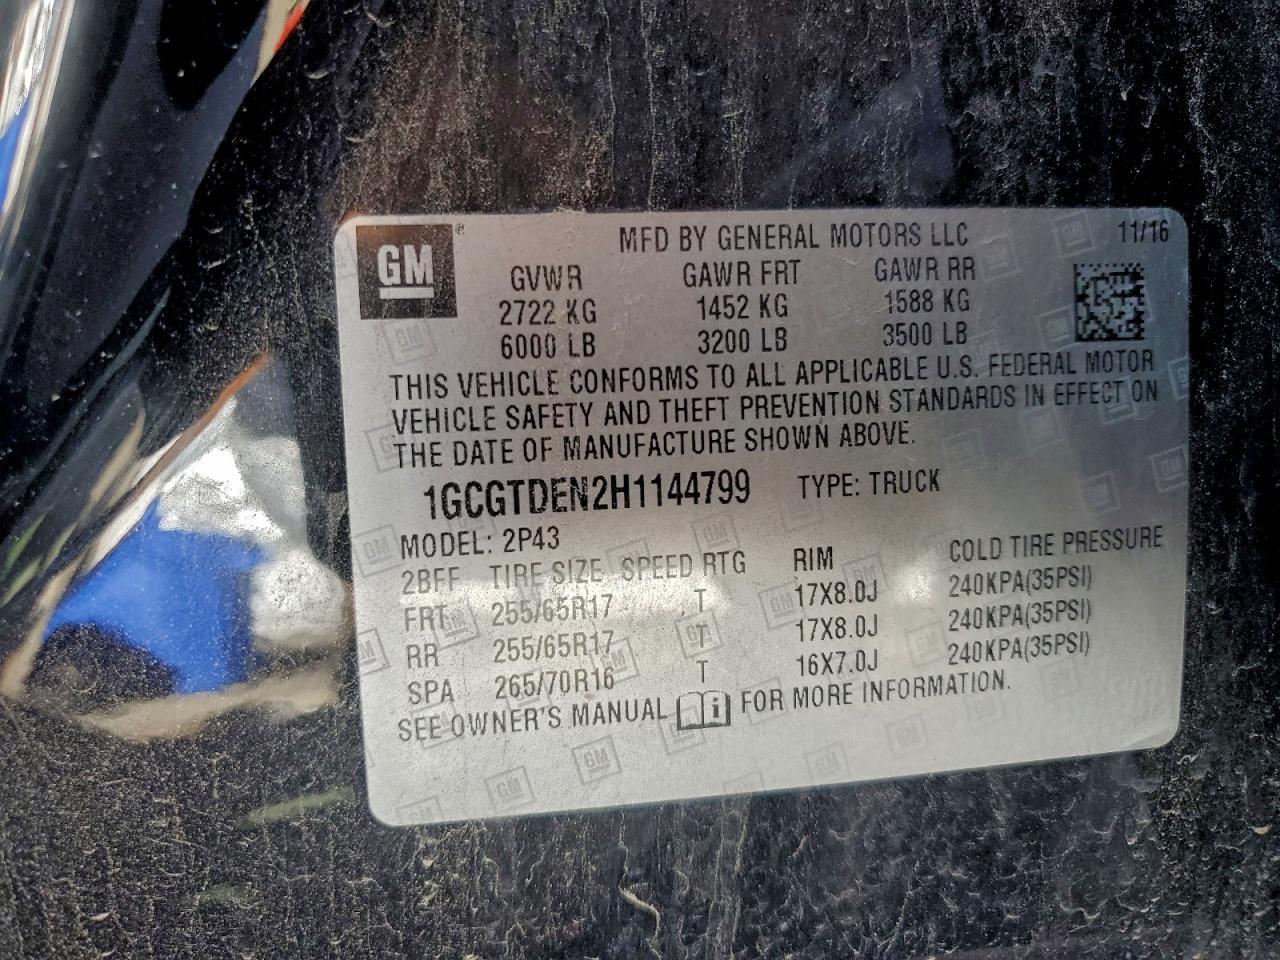 GM® MFD BY GENERAL MOTORS LLC 11/16
GVWR GAWR FRT GAWR RR
2722 KG 1452 KG 1588 KG
6000 LB 3200 LB 3500 LB
THIS VEHICLE CONFORMS TO ALL APPLICABLE U.S. FEDERAL MOTOR
VEHICLE SAFETY AND THEFT PREVENTION STANDARDS IN EFFECT ON
THE DATE OF MANUFACTURE SHOWN ABOVE.
1GCGTDEN2H1144799 TYPE: TRUCK
MODEL: 2P43
2BFF TIRE SIZE SPEED RTG RIM COLD TIRE PRESSURE
FRT 255/65R17 T 17X8.0J 240KPA(35PSI)
RR 255/65R17 T 17X8.0J 240KPA(35PSI)
SPA 265/70R16 T 16X7.0J 240KPA(35PSI)
SEE OWNER'S MANUAL FOR MORE INFORMATION.